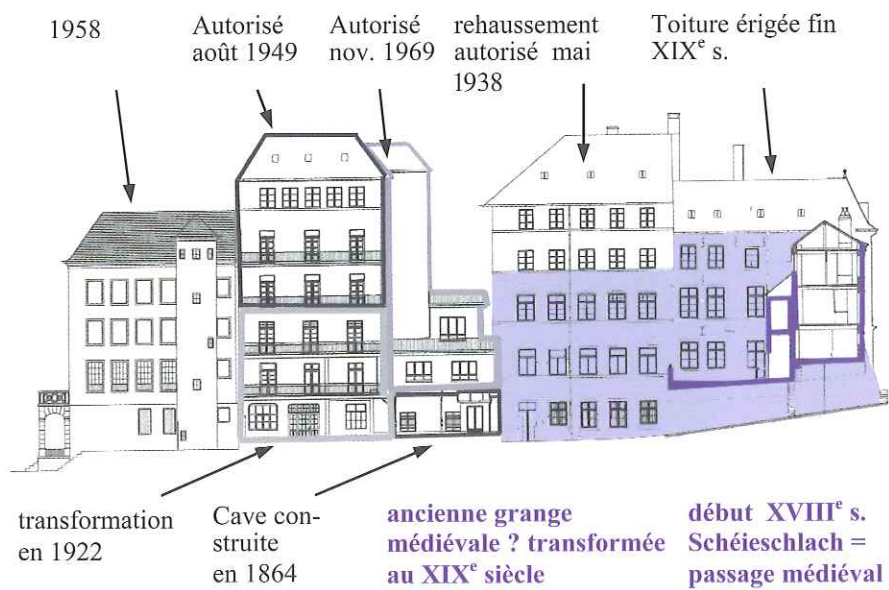 1958
Autorisé
août 1949
Autorisé
nov. 1969
rehaussement
autorisé mai
1938
Toiture érigée fin
XIXe s.
transformation
en 1922
Cave con-
struite
en 1864
ancienne grange
médiévale ? transformée
au XIXe siècle
début XVIIIe s.
Schéieschlach =
passage médiéval